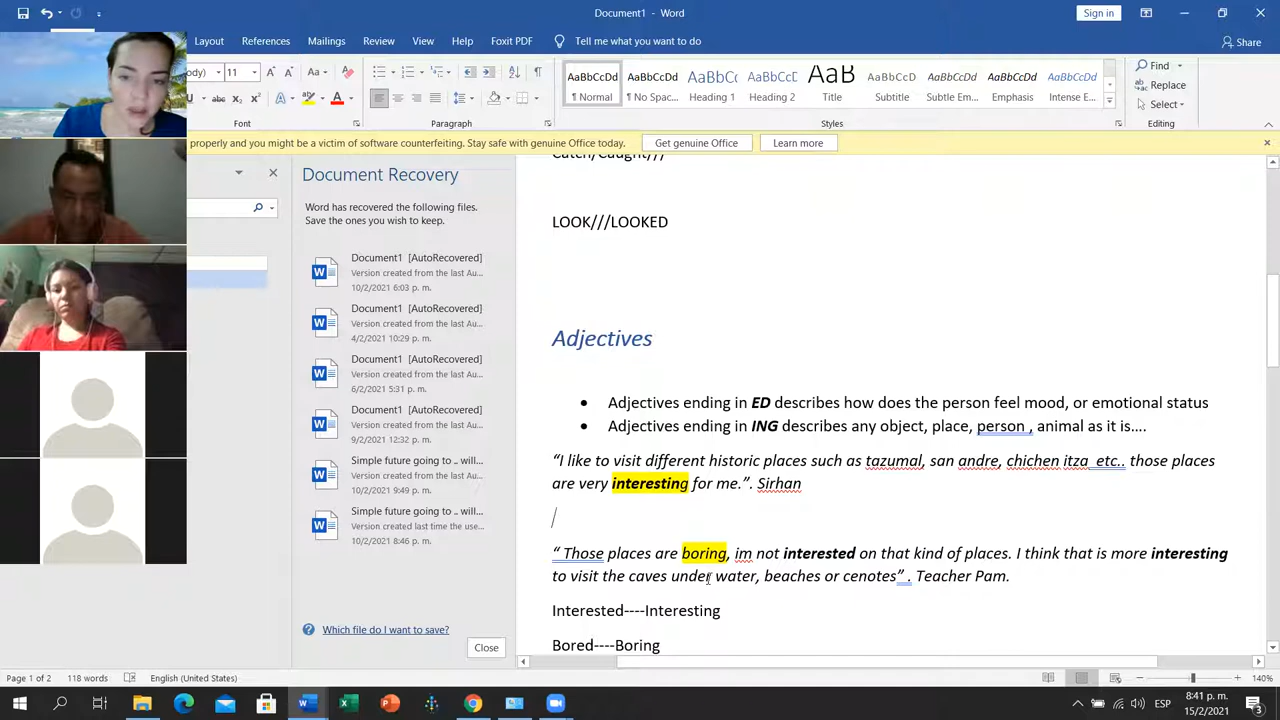 Document1 - Word
Sign in
Layout References Mailings Review View Help Foxit PDF Tell me what you want to do
Share
11 A A Aa
AaBbCcDd AaBbCcDd AaBbCc AaBbCcD AaB AaBbCcD AaBbCcDd AaBbCcDd AaBbCcDd
¶ Normal ¶ No Spac... Heading 1 Heading 2 Title Subtitle Subtle Em... Emphasis Intense E...
Find
Replace
Select
Font Paragraph Styles Editing
properly and you might be a victim of software counterfeiting. Stay safe with genuine Office today. Get genuine Office Learn more
Document Recovery
Word has recovered the following files.
Save the ones you wish to keep.
Document1 [AutoRecovered]
Version created from the last Au...
10/2/2021 6:03 p. m.
Document1 [AutoRecovered]
Version created from the last Au...
4/2/2021 10:29 p. m.
Document1 [AutoRecovered]
Version created from the last Au...
6/2/2021 5:31 p. m.
Document1 [AutoRecovered]
Version created from the last Au...
9/2/2021 12:32 p. m.
Simple future going to .. will...
Version created from the last Au...
10/2/2021 9:49 p. m.
Simple future going to .. will...
Version created last time the use...
10/2/2021 8:46 p. m.
Which file do I want to save?
Close
Catch/Caught///
LOOK///LOOKED
Adjectives
• Adjectives ending in ED describes how does the person feel mood, or emotional status
• Adjectives ending in ING describes any object, place, person , animal as it is....
“I like to visit different historic places such as tazumal, san andre, chichen itza etc.. those places
are very interesting for me.”. Sirhan
“ Those places are boring, im not interested on that kind of places. I think that is more interesting
to visit the caves under water, beaches or cenotes” . Teacher Pam.
Interested----Interesting
Bored----Boring
Page 1 of 2 118 words English (United States) 140%
ESP
8:41 p. m.
15/2/2021
3